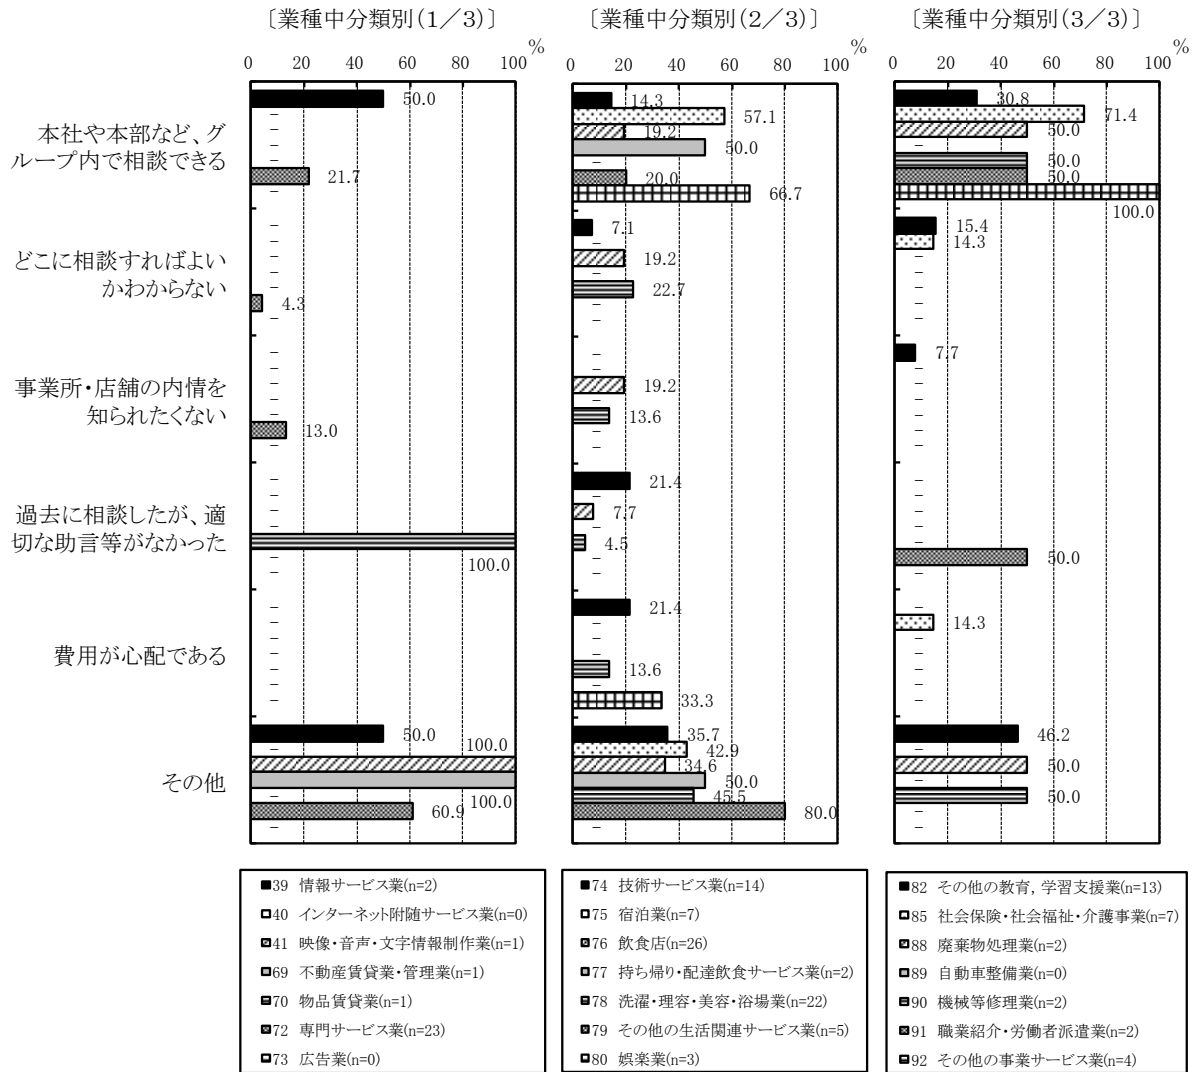 〔業種中分類別(1/3)〕
〔業種中分類別(2/3)〕
〔業種中分類別(3/3)〕
%
0 20 40 60 80 100
%
0 20 40 60 80 100
%
0 20 40 60 80 100
本社や本部など、グ
ループ内で相談できる
50.0
21.7
14.3
57.1
19.2
50.0
20.0
66.7
30.8
71.4
50.0
50.0
50.0
100.0
どこに相談すればよい
かわからない
4.3
7.1
19.2
22.7
15.4
14.3
事業所・店舗の内情を
知られたくない
13.0
19.2
13.6
7.7
過去に相談したが、適
切な助言等がなかった
100.0
21.4
7.7
4.5
50.0
費用が心配である
21.4
13.6
33.3
14.3
その他
50.0
100.0
100.0
60.9
35.7
42.9
34.6
50.0
45.5
80.0
46.2
50.0
50.0
39 情報サービス業(n=2)
40 インターネット附随サービス業(n=0)
41 映像・音声・文字情報制作業(n=1)
69 不動産賃貸業・管理業(n=1)
70 物品賃貸業(n=1)
72 専門サービス業(n=23)
73 広告業(n=0)
74 技術サービス業(n=14)
75 宿泊業(n=7)
76 飲食店(n=26)
77 持ち帰り・配達飲食サービス業(n=2)
78 洗濯・理容・美容・浴場業(n=22)
79 その他の生活関連サービス業(n=5)
80 娯楽業(n=3)
82 その他の教育, 学習支援業(n=13)
85 社会保険・社会福祉・介護事業(n=7)
88 廃棄物処理業(n=2)
89 自動車整備業(n=0)
90 機械等修理業(n=2)
91 職業紹介・労働者派遣業(n=2)
92 その他の事業サービス業(n=4)